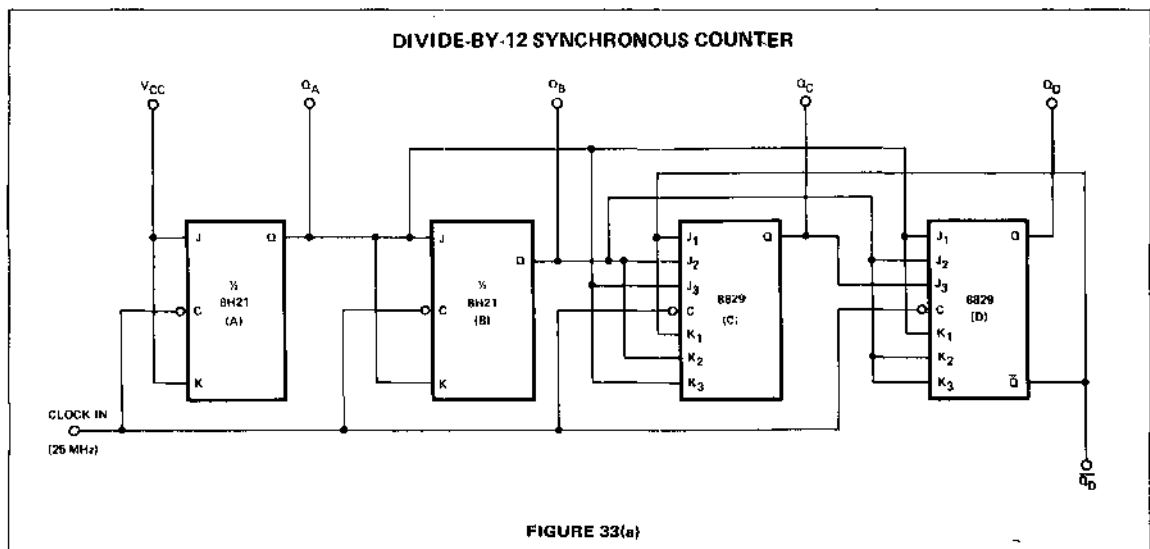 DIVIDE-BY-12 SYNCHRONOUS COUNTER
VCC QA QB QC QD
J Q
½
8H21
(A)
C
K
J Q
½
8H21
(B)
C
K
J1 Q
J2
J3
8829
(C)
C
K1
K2
K3
J1 Q
J2
J3
8829
(D)
C
K1
K2
K3 Q̅
CLOCK IN
(25 MHz)
Q̅D
FIGURE 33(a)